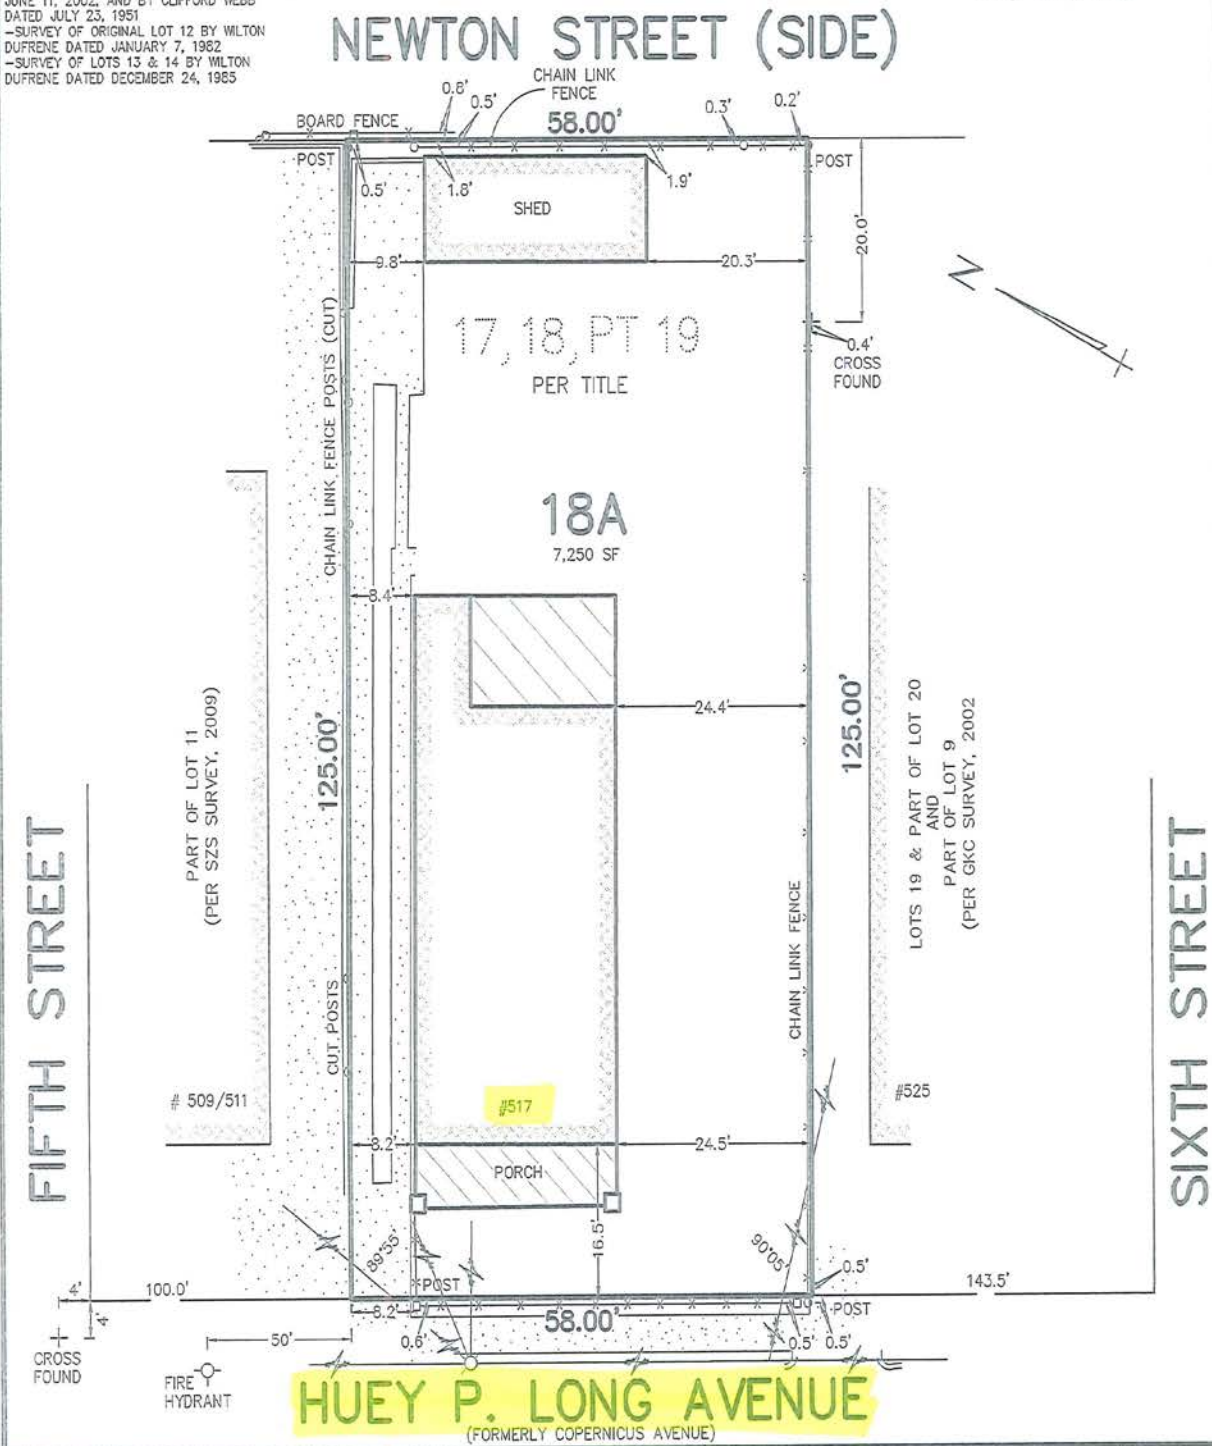 JUNE 11, 2002, AND BY CLIFFORD WEBB
DATED JULY 23, 1951
-SURVEY OF ORIGINAL LOT 12 BY WILTON
DUFRENE DATED JANUARY 7, 1982
-SURVEY OF LOTS 13 & 14 BY WILTON
DUFRENE DATED DECEMBER 24, 1985
NEWTON STREET (SIDE)
CHAIN LINK
FENCE
0.8'
0.5'
0.3'
0.2'
BOARD FENCE
58.00'
POST
POST
0.5'
1.8'
1.9'
SHED
20.0'
9.8'
20.3'
N
17, 18, PT 19
PER TITLE
0.4'
CROSS
FOUND
CHAIN LINK FENCE POSTS (CUT)
18A
7,250 SF
8.4'
24.4'
125.00'
125.00'
PART OF LOT 11
(PER SZS SURVEY, 2009)
LOTS 19 & PART OF LOT 20
AND
PART OF LOT 9
(PER GKC SURVEY, 2002
FIFTH STREET
SIXTH STREET
CUT POSTS
CHAIN LINK FENCE
# 509/511
#517
#525
8.2'
24.5'
PORCH
16.5'
89°55'
90°05'
POST
0.5'
4'
100.0'
143.5'
4'
8.2'
58.00'
POST
50'
0.6'
0.5'
0.5'
CROSS
FOUND
FIRE
HYDRANT
HUEY P. LONG AVENUE
(FORMERLY COPERNICUS AVENUE)